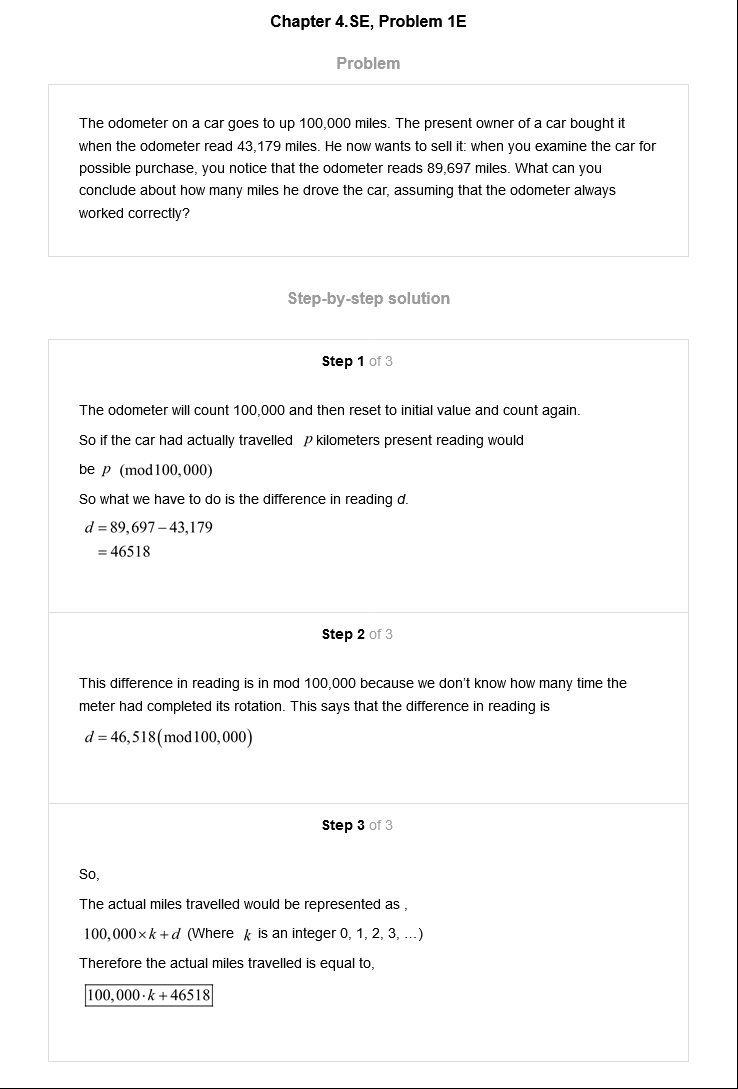 Chapter 4.SE, Problem 1E
Problem
The odometer on a car goes to up 100,000 miles. The present owner of a car bought it
when the odometer read 43,179 miles. He now wants to sell it: when you examine the car for
possible purchase, you notice that the odometer reads 89,697 miles. What can you
conclude about how many miles he drove the car, assuming that the odometer always
worked correctly?
Step-by-step solution
Step 1 of 3
The odometer will count 100,000 and then reset to initial value and count again.
So if the car had actually travelled p kilometers present reading would
be p (mod 100,000)
So what we have to do is the difference in reading d.
d = 89,697 − 43,179
= 46518
Step 2 of 3
This difference in reading is in mod 100,000 because we don't know how many time the
meter had completed its rotation. This says that the difference in reading is
d = 46,518(mod 100,000)
Step 3 of 3
So,
The actual miles travelled would be represented as ,
100,000 × k + d (Where k is an integer 0, 1, 2, 3, ...)
Therefore the actual miles travelled is equal to,
100,000 · k + 46518